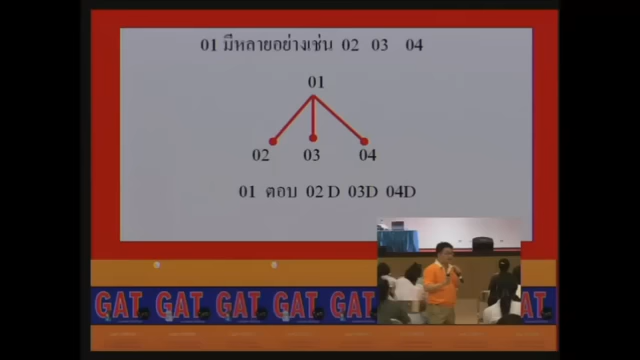 01 มีหลายอย่างเช่น 02 03 04
01
02 03 04
01 ตอบ 02 D 03D 04D
GAT GAT GAT GAT GAT AT